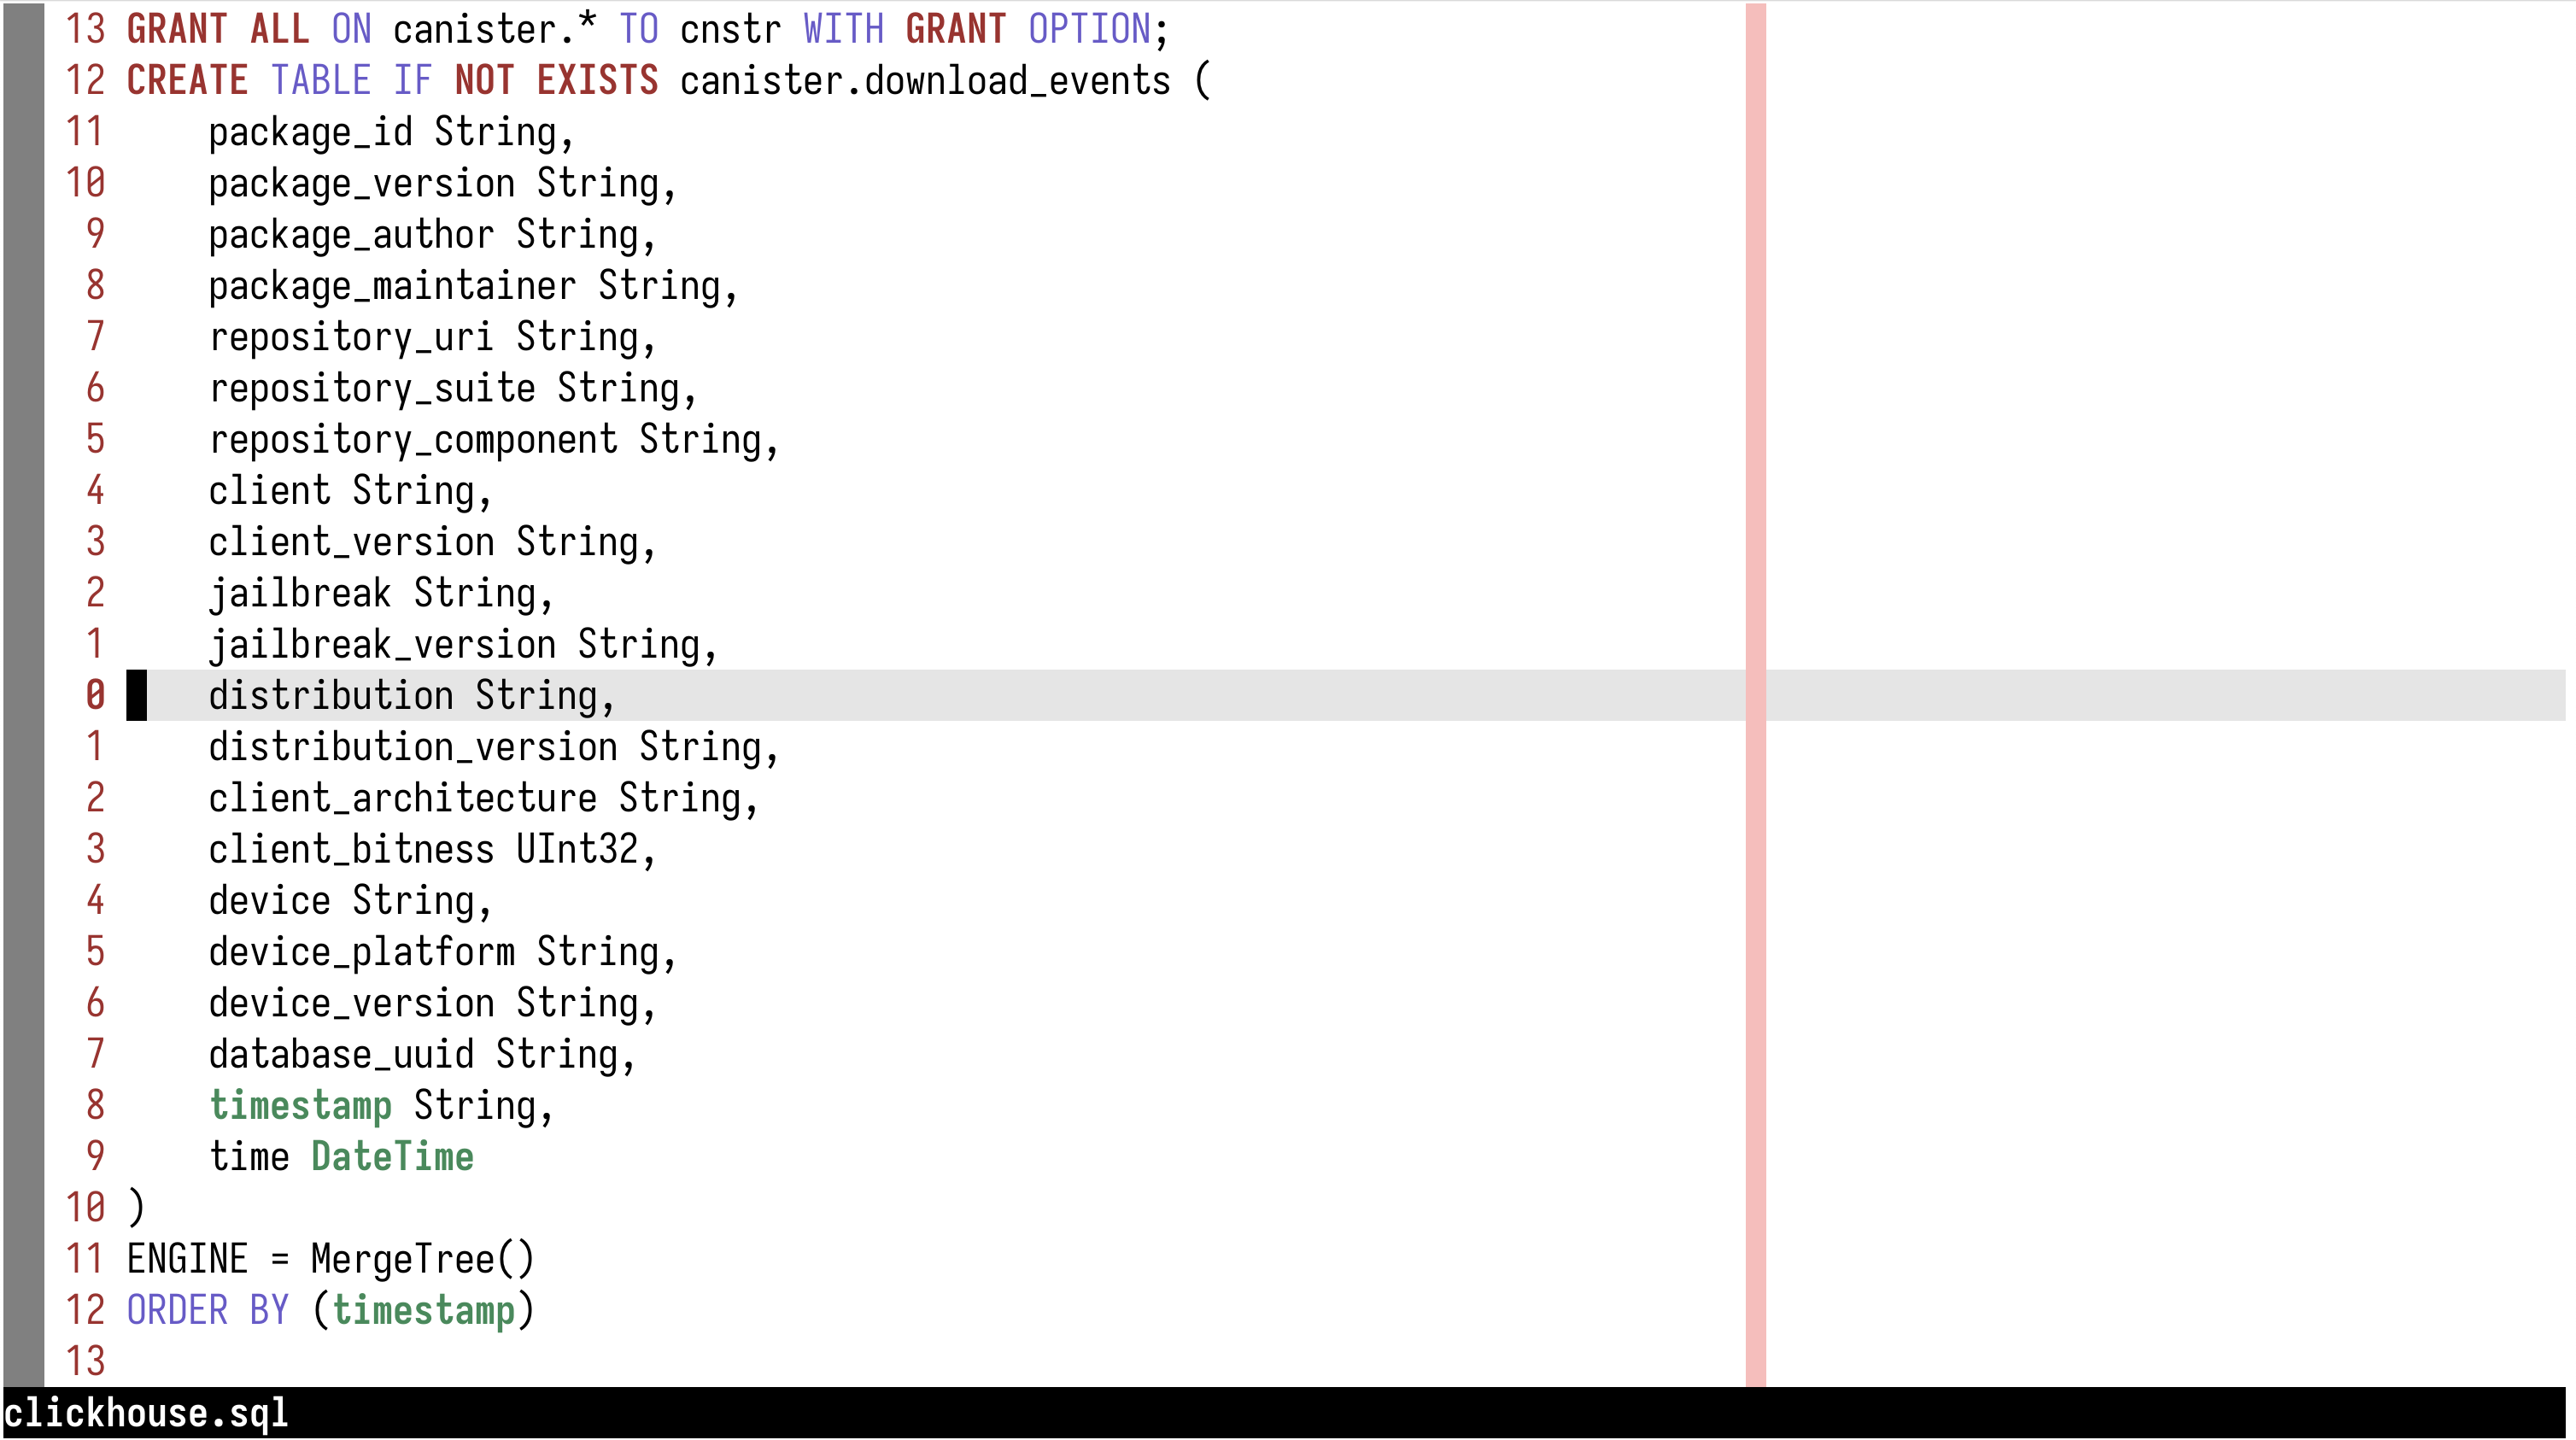 13 GRANT ALL ON canister.* TO cnstr WITH GRANT OPTION;
12 CREATE TABLE IF NOT EXISTS canister.download_events (
11     package_id String,
10     package_version String,
9     package_author String,
8     package_maintainer String,
7     repository_uri String,
6     repository_suite String,
5     repository_component String,
4     client String,
3     client_version String,
2     jailbreak String,
1     jailbreak_version String,
0     distribution String,
1     distribution_version String,
2     client_architecture String,
3     client_bitness UInt32,
4     device String,
5     device_platform String,
6     device_version String,
7     database_uuid String,
8     timestamp String,
9     time DateTime
10 )
11 ENGINE = MergeTree()
12 ORDER BY (timestamp)
13
clickhouse.sql